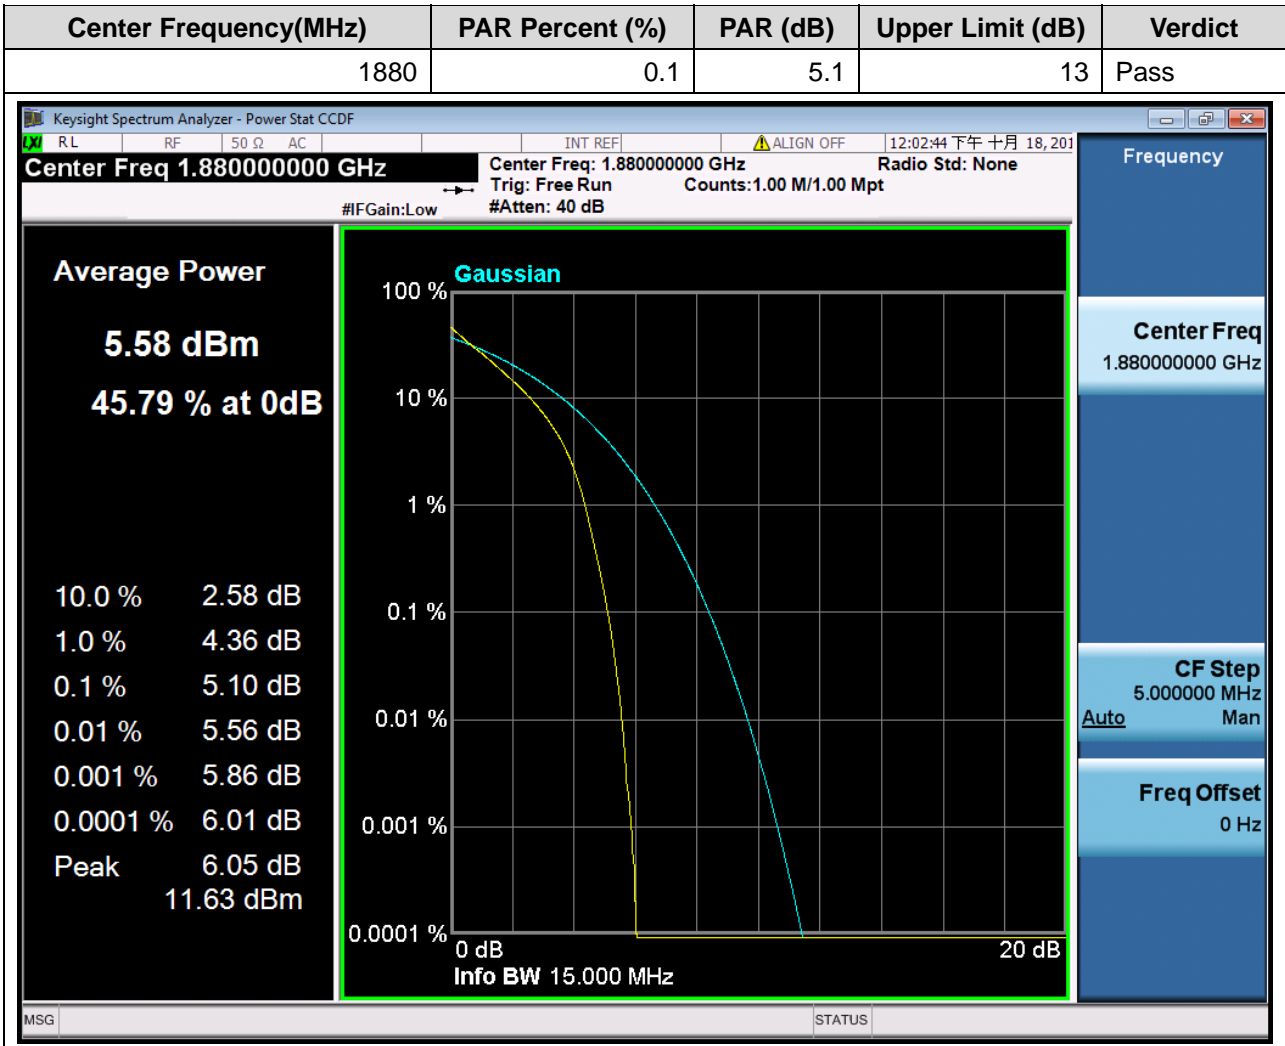 Center Frequency(MHz) PAR Percent (%) PAR (dB) Upper Limit (dB) Verdict
1880 0.1 5.1 13 Pass
Keysight Spectrum Analyzer - Power Stat CCDF
LXI RL RF 50 Ω AC INT REF ALIGN OFF 12:02:44 下午 十月 18, 201
Center Freq 1.880000000 GHz
Center Freq: 1.880000000 GHz Radio Std: None
Trig: Free Run Counts:1.00 M/1.00 Mpt
#IFGain:Low #Atten: 40 dB
Frequency
Average Power
5.58 dBm
45.79 % at 0dB
10.0 % 2.58 dB
1.0 % 4.36 dB
0.1 % 5.10 dB
0.01 % 5.56 dB
0.001 % 5.86 dB
0.0001 % 6.01 dB
Peak 6.05 dB
11.63 dBm
Gaussian
100 %
10 %
1 %
0.1 %
0.01 %
0.001 %
0.0001 %
0 dB 20 dB
Info BW 15.000 MHz
Center Freq
1.880000000 GHz
CF Step
5.000000 MHz
Auto Man
Freq Offset
0 Hz
MSG STATUS